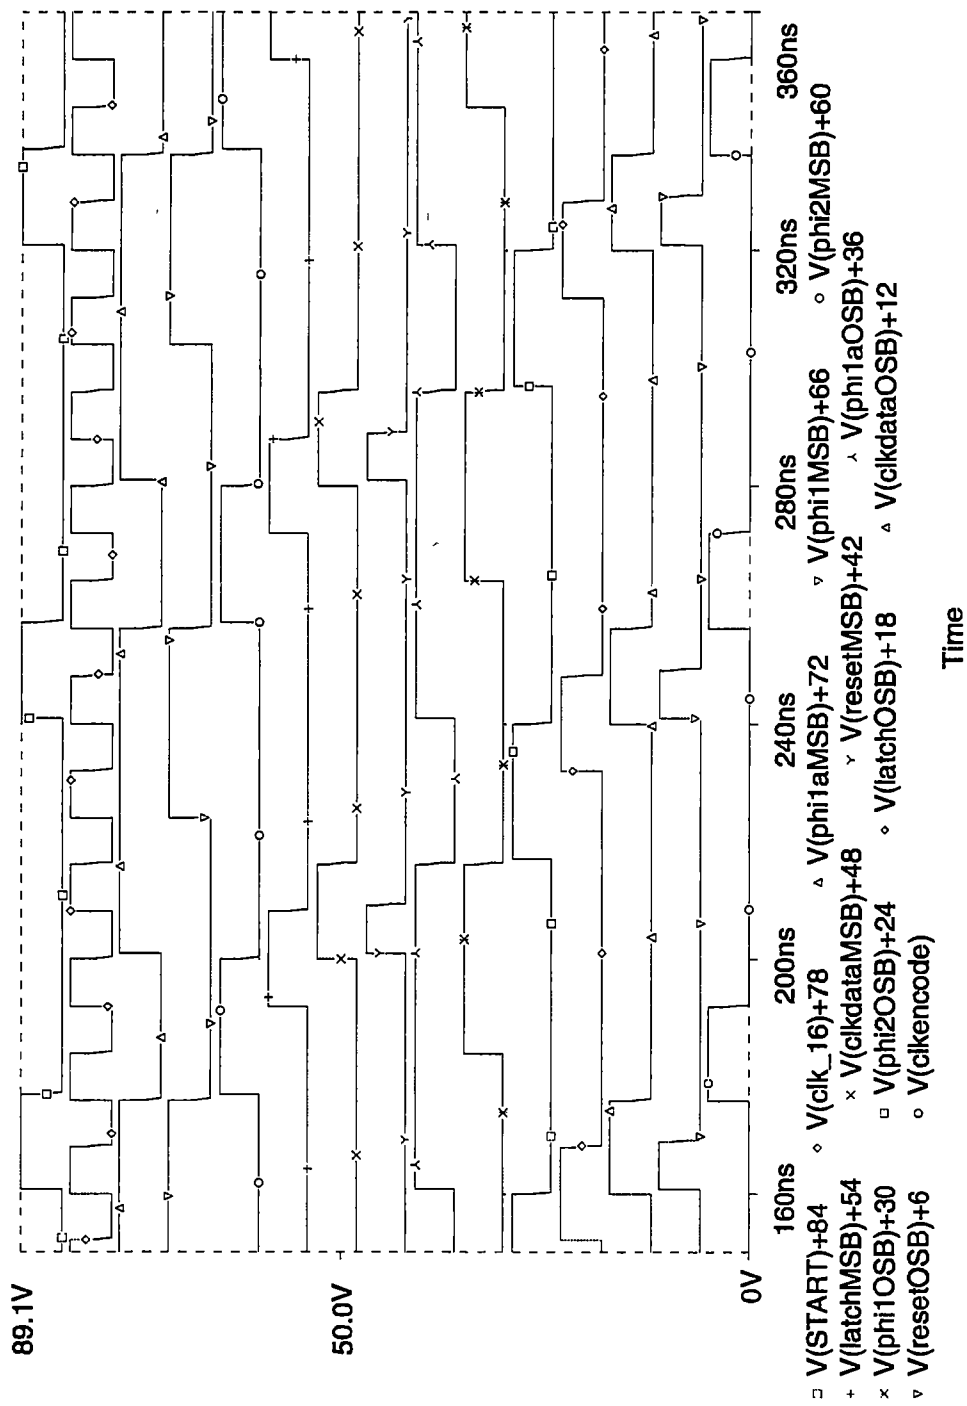 89.1V
50.0V
0V
160ns
200ns
240ns
280ns
320ns
360ns
□ V(START)+84 ◇ V(clk_16)+78 △ V(phi1aMSB)+72 ▽ V(phi1MSB)+66 ○ V(phi2MSB)+60
+ V(latchMSB)+54 × V(clkdataMSB)+48 Y V(resetMSB)+42 ⅄ V(phi1aOSB)+36
× V(phi1OSB)+30 □ V(phi2OSB)+24 ◇ V(latchOSB)+18 △ V(clkdataOSB)+12
▽ V(resetOSB)+6 ○ V(clkencode)
Time